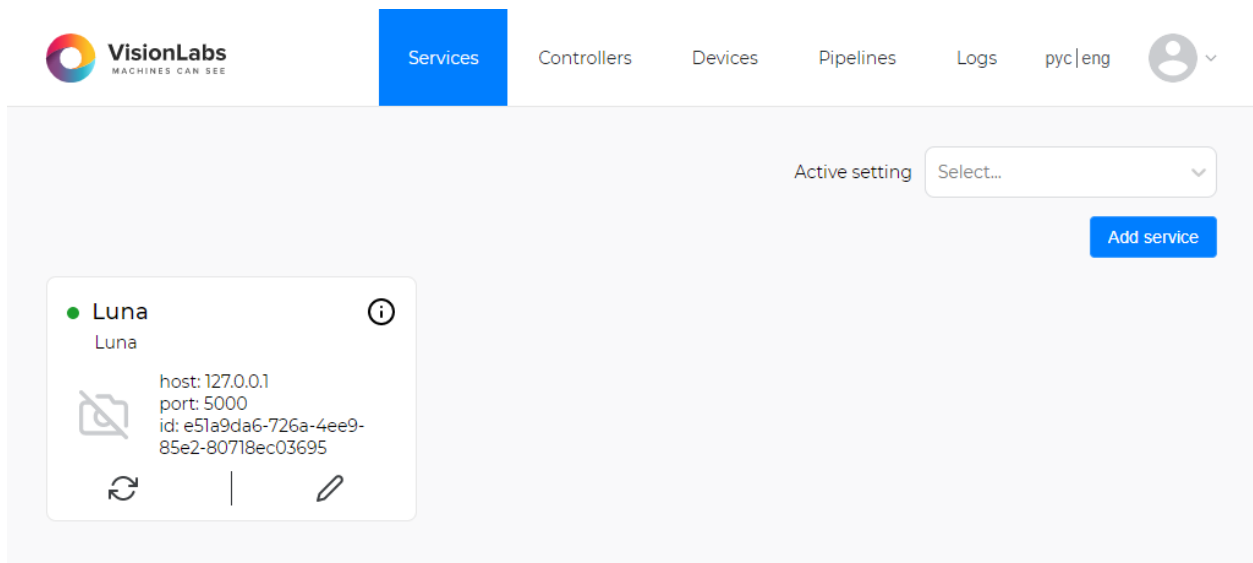 VisionLabs
MACHINES CAN SEE
Services
Controllers
Devices
Pipelines
Logs
рус|eng
Active setting
Select...
Add service
Luna
Luna
host: 127.0.0.1
port: 5000
id: e51a9da6-726a-4ee9-
85e2-80718ec03695